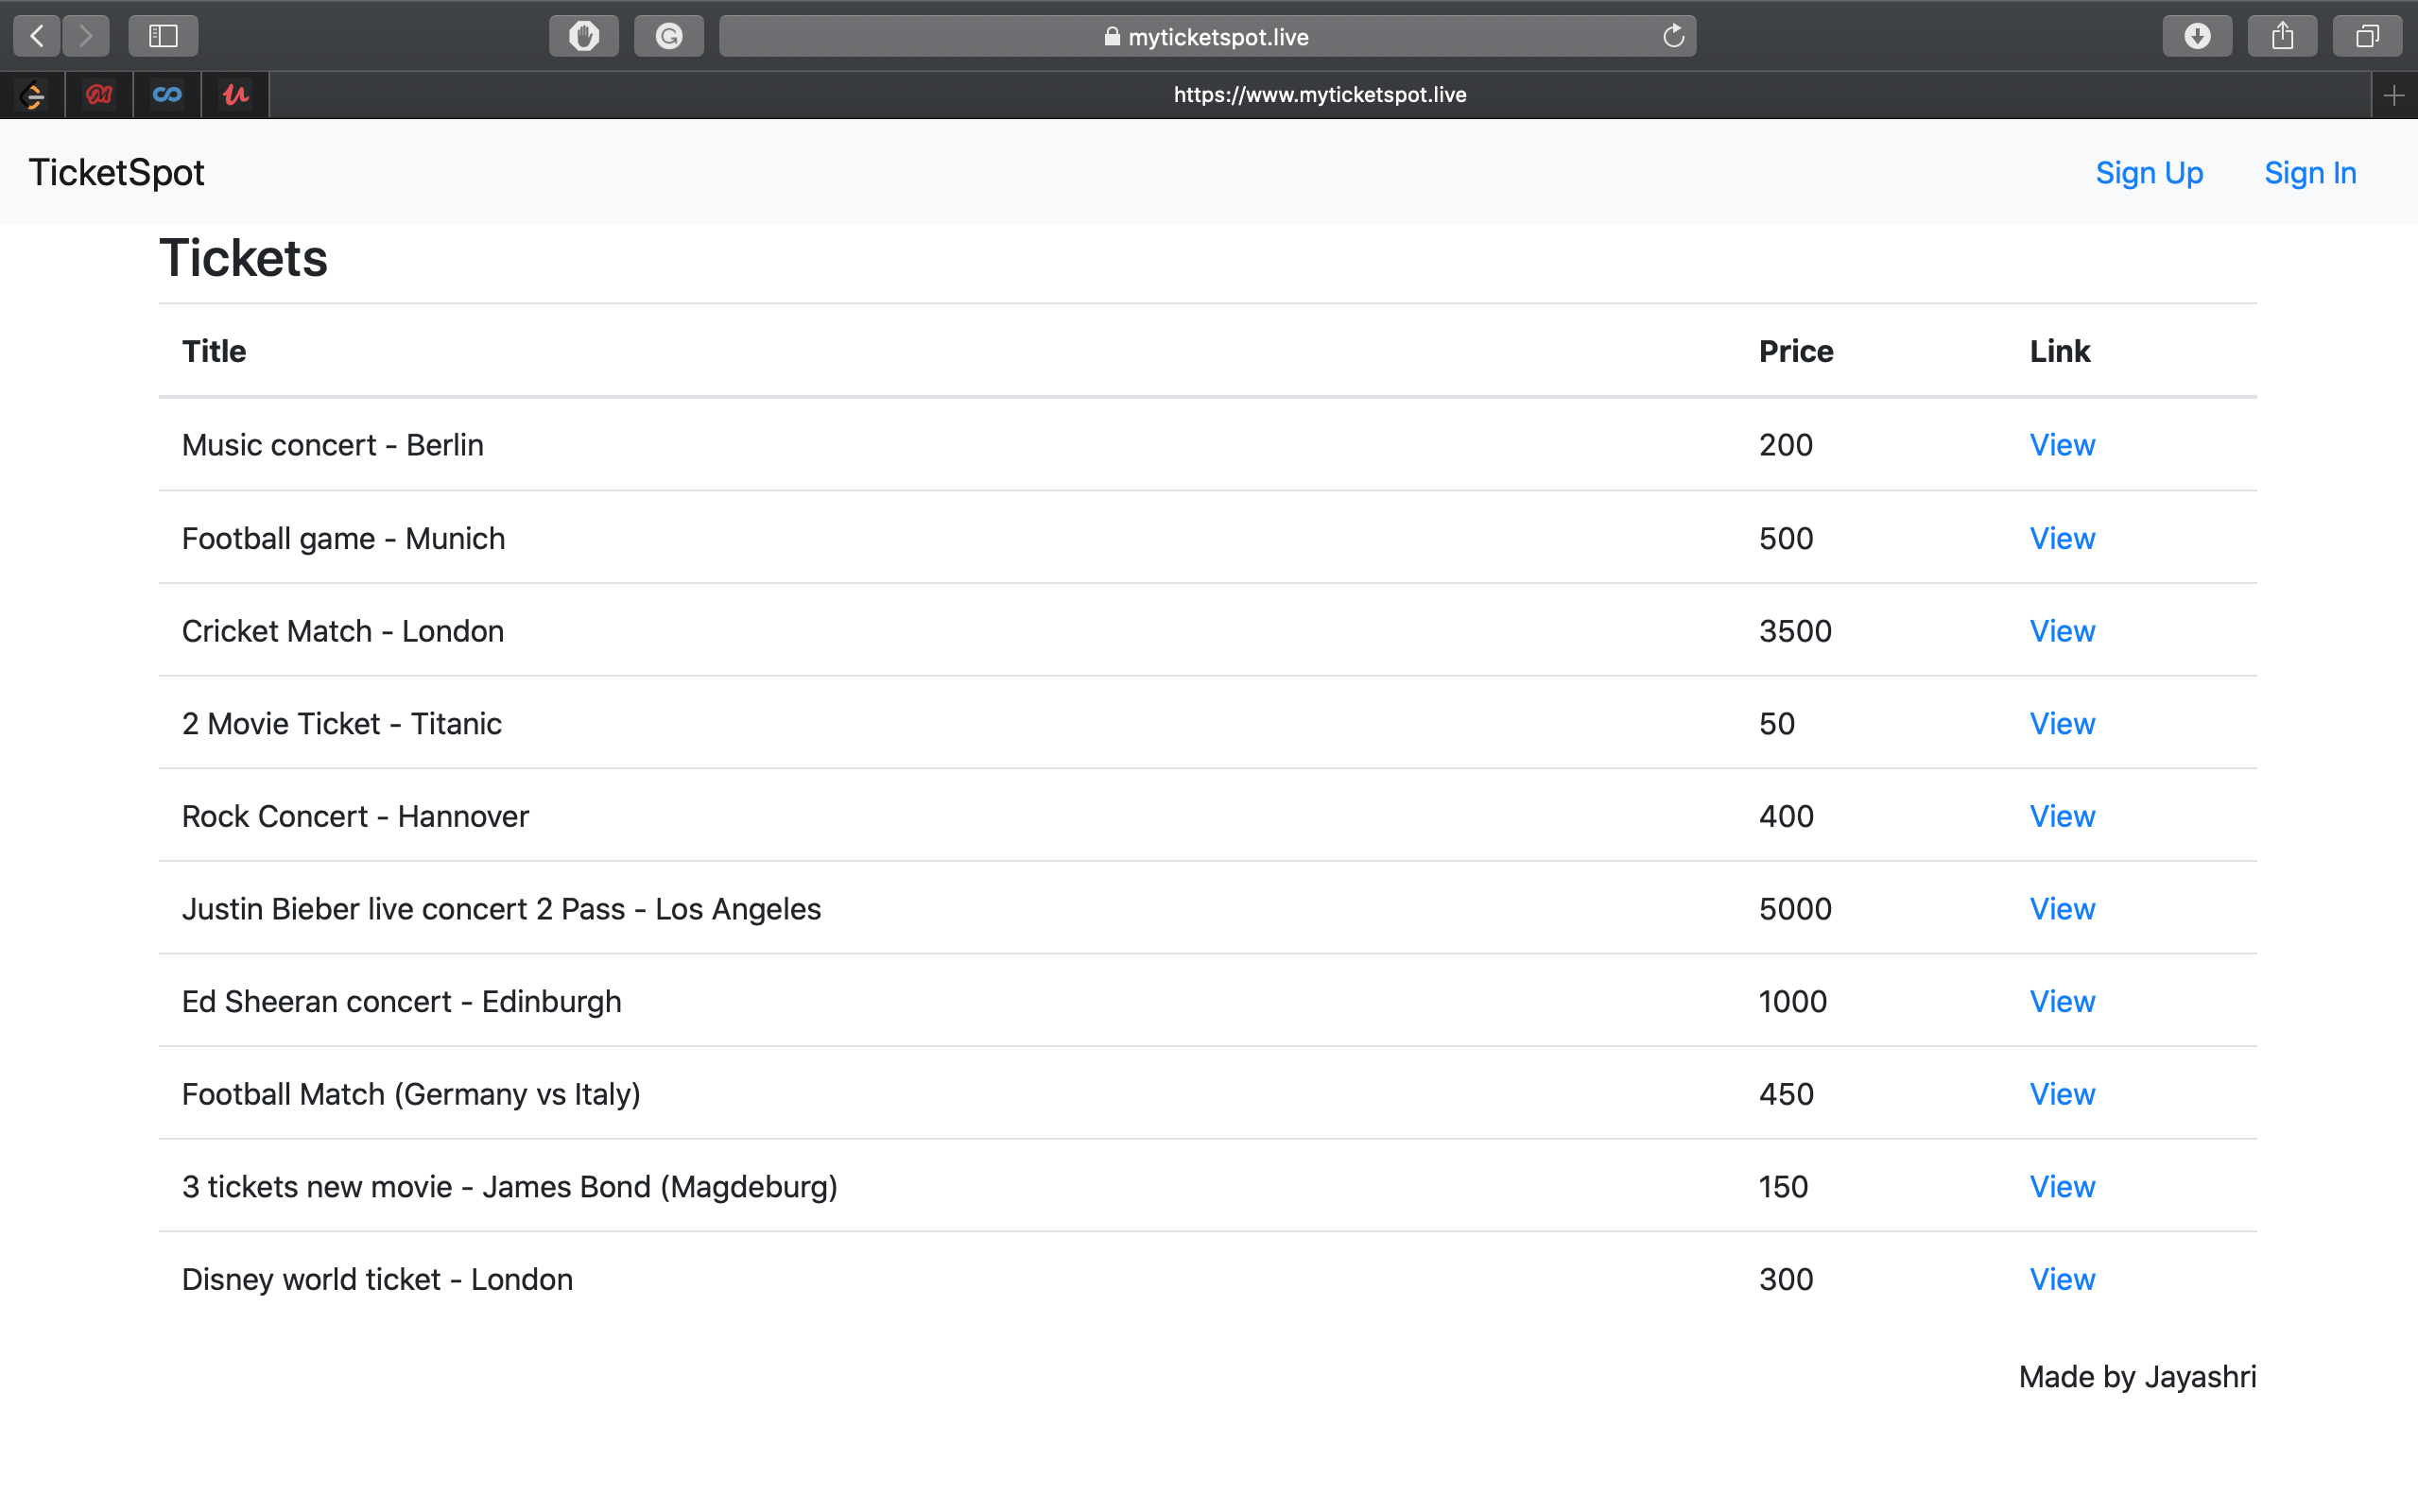 myticketspot.live
https://www.myticketspot.live
TicketSpot Sign Up Sign In
Tickets
Title Price Link
Music concert - Berlin 200 View
Football game - Munich 500 View
Cricket Match - London 3500 View
2 Movie Ticket - Titanic 50 View
Rock Concert - Hannover 400 View
Justin Bieber live concert 2 Pass - Los Angeles 5000 View
Ed Sheeran concert - Edinburgh 1000 View
Football Match (Germany vs Italy) 450 View
3 tickets new movie - James Bond (Magdeburg) 150 View
Disney world ticket - London 300 View
Made by Jayashri